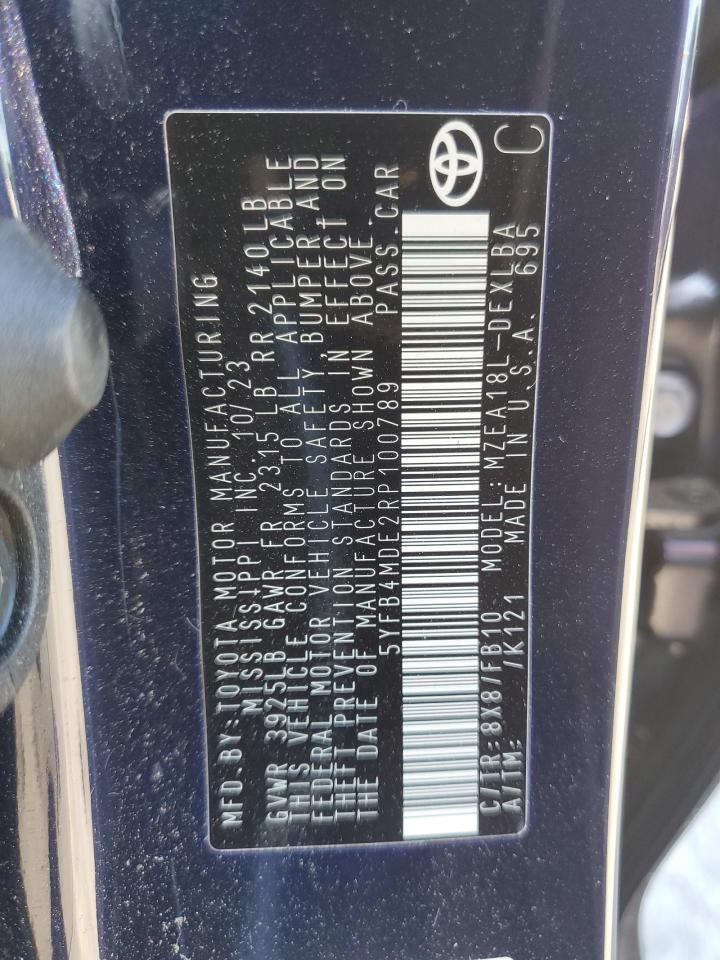 MFD.BY:TOYOTA MOTOR MANUFACTURING
MISSISSIPPI INC 10/23
GVWR 3925LB GAWR FR 2315 LB RR 2140LB
THIS VEHICLE CONFORMS TO ALL APPLICABLE
FEDERAL MOTOR VEHICLE SAFETY, BUMPER, AND
THEFT PREVENTION STANDARDS IN EFFECT ON
THE DATE OF MANUFACTURE SHOWN ABOVE.
5YFB4MDE2RP100789 PASS.CAR
C/TR:8X8/FB10 MODEL:MZEA18L-DEXLBA
A/TM: /K121 MADE IN U.S.A. 695
C